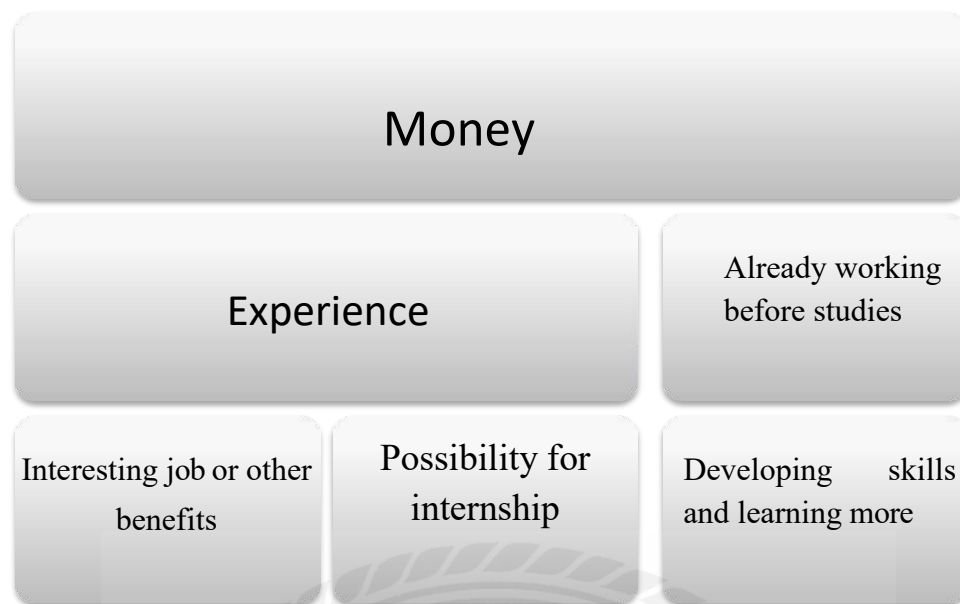 Money
Experience
Already working
before studies
Interesting job or other
benefits
Possibility for
internship
Developing skills
and learning more